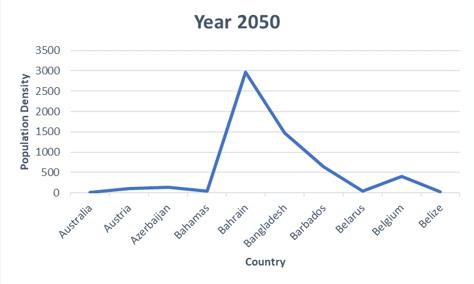 Year 2050
Population Density
3500
3000
2500
2000
1500
1000
500
0
Australia
Austria
Azerbaijan
Bahamas
Bahrain
Bangladesh
Barbados
Belarus
Belgium
Belize
Country